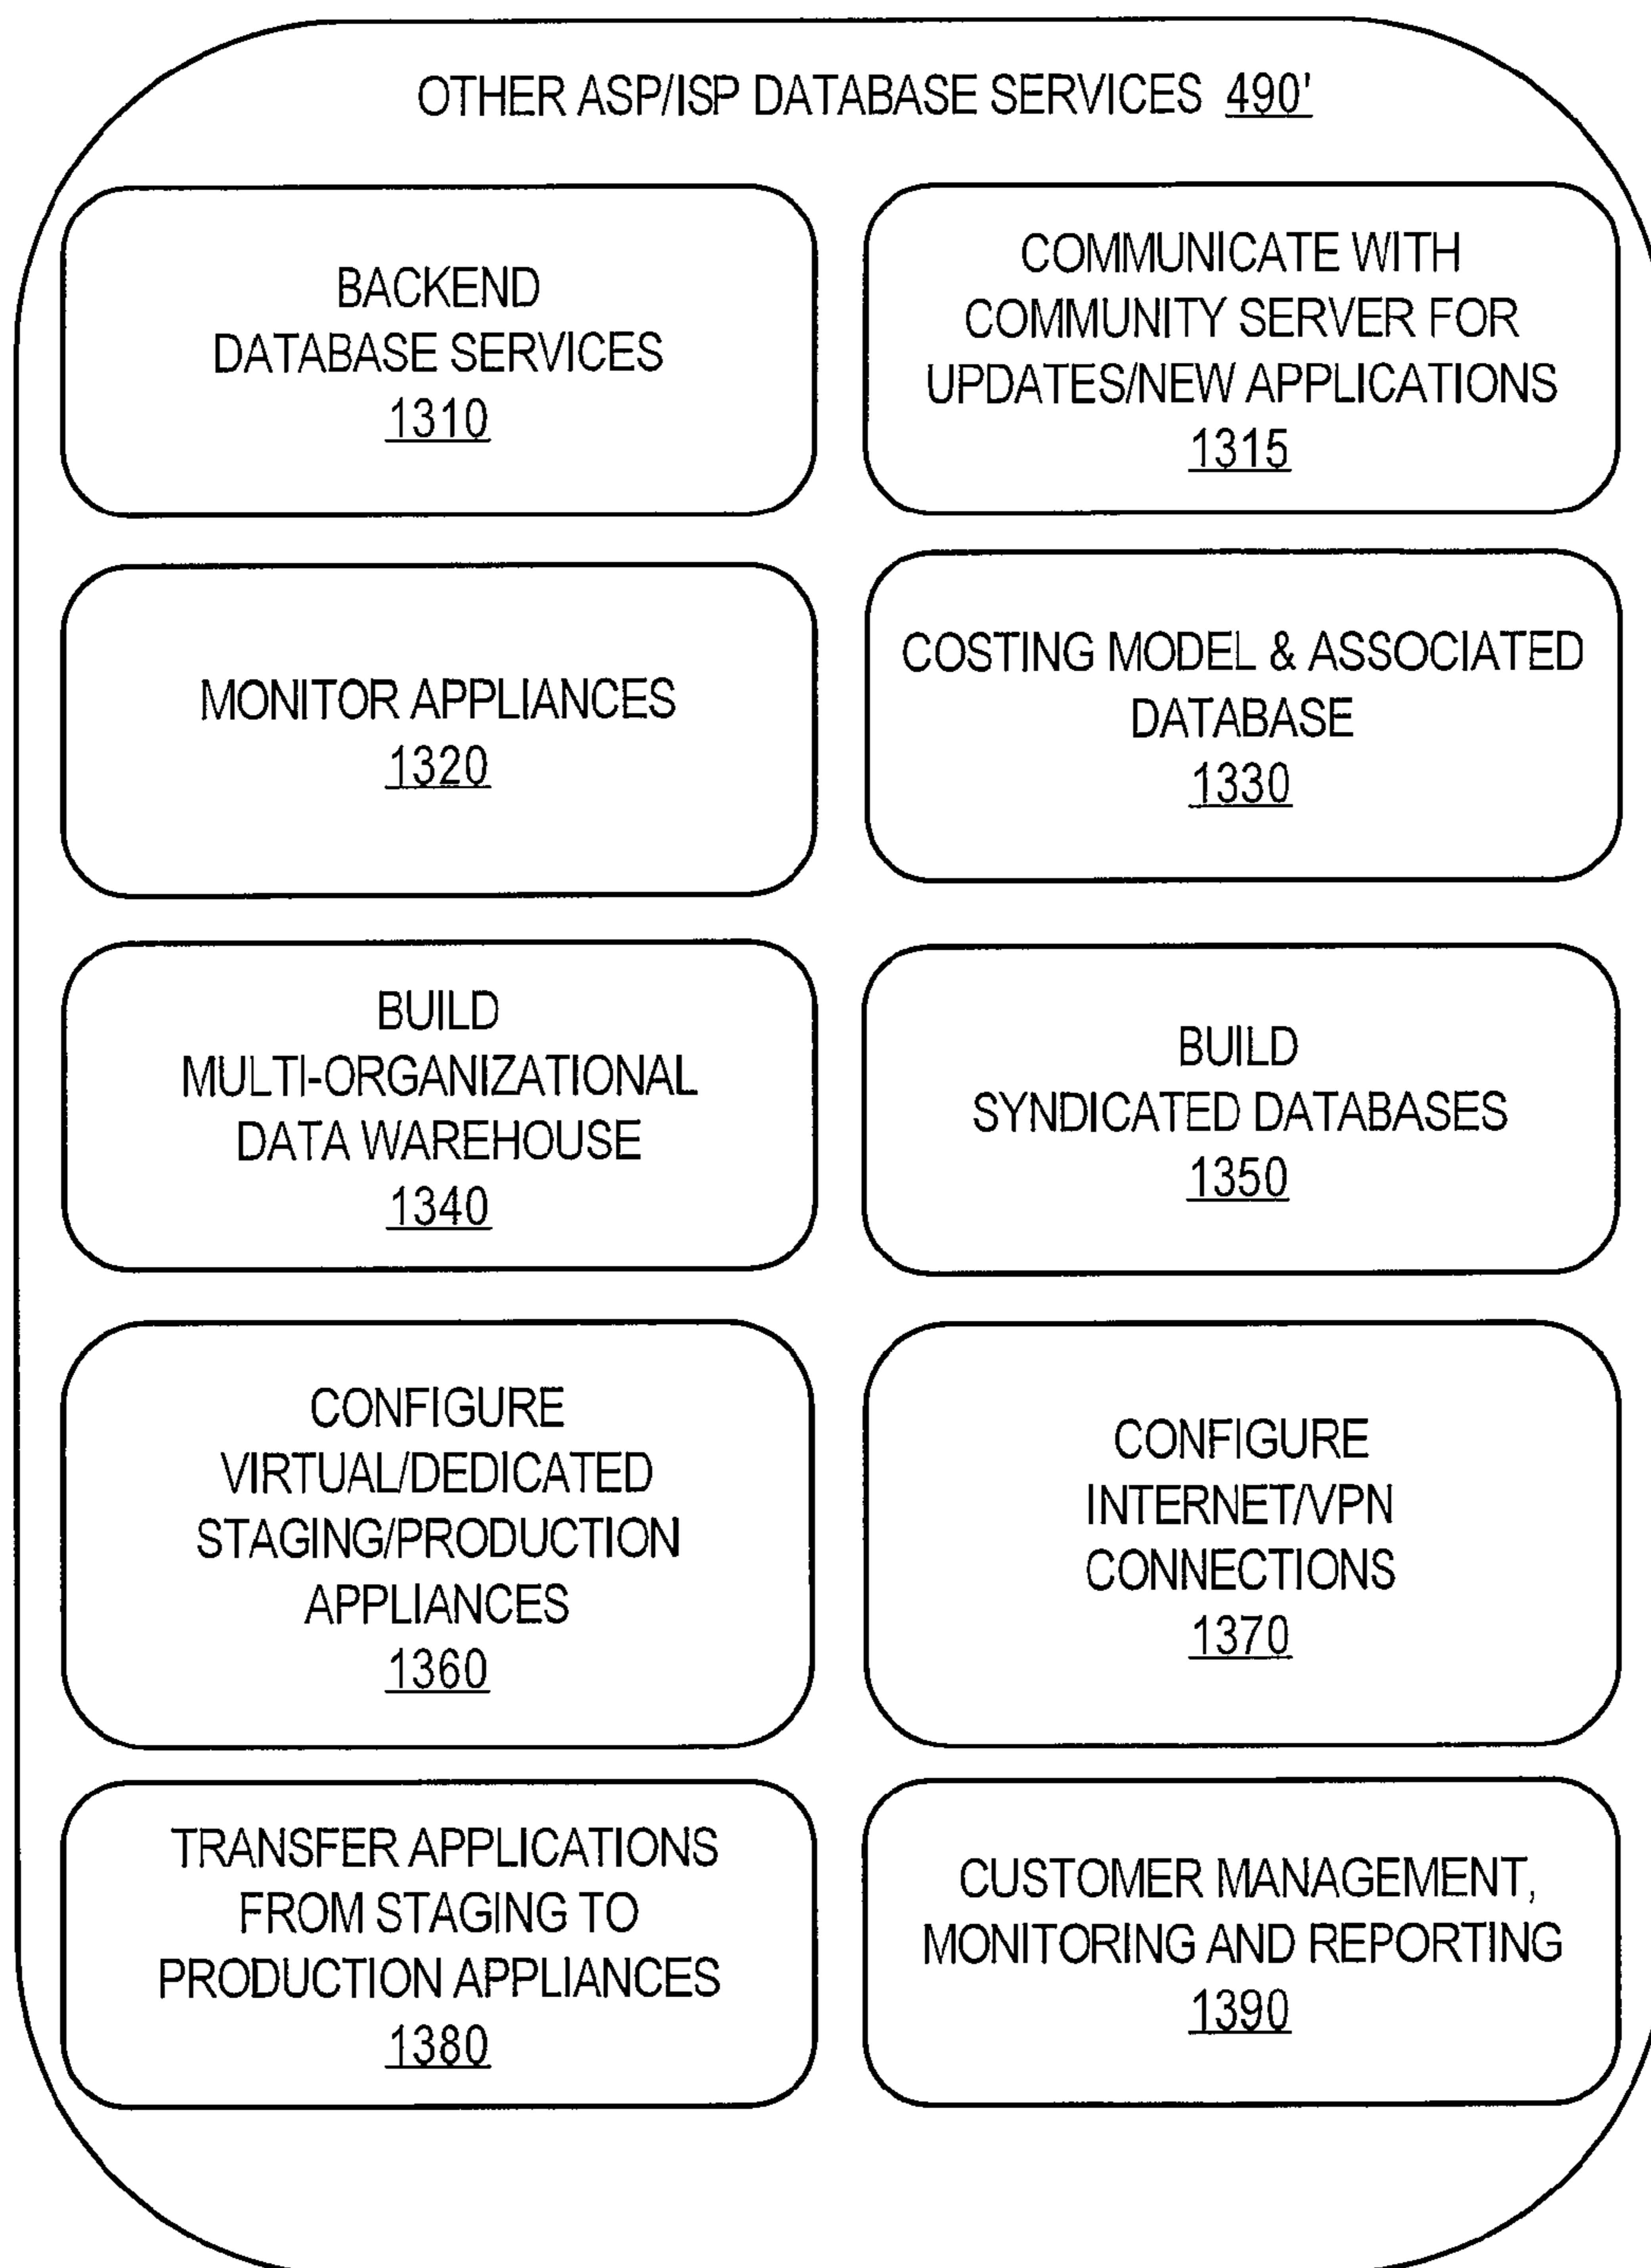 OTHER ASP/ISP DATABASE SERVICES 490'
BACKEND
DATABASE SERVICES
1310
COMMUNICATE WITH
COMMUNITY SERVER FOR
UPDATES/NEW APPLICATIONS
1315
MONITOR APPLIANCES
1320
COSTING MODEL & ASSOCIATED
DATABASE
1330
BUILD
MULTI-ORGANIZATIONAL
DATA WAREHOUSE
1340
BUILD
SYNDICATED DATABASES
1350
CONFIGURE
VIRTUAL/DEDICATED
STAGING/PRODUCTION
APPLIANCES
1360
CONFIGURE
INTERNET/VPN
CONNECTIONS
1370
TRANSFER APPLICATIONS
FROM STAGING TO
PRODUCTION APPLIANCES
1380
CUSTOMER MANAGEMENT,
MONITORING AND REPORTING
1390